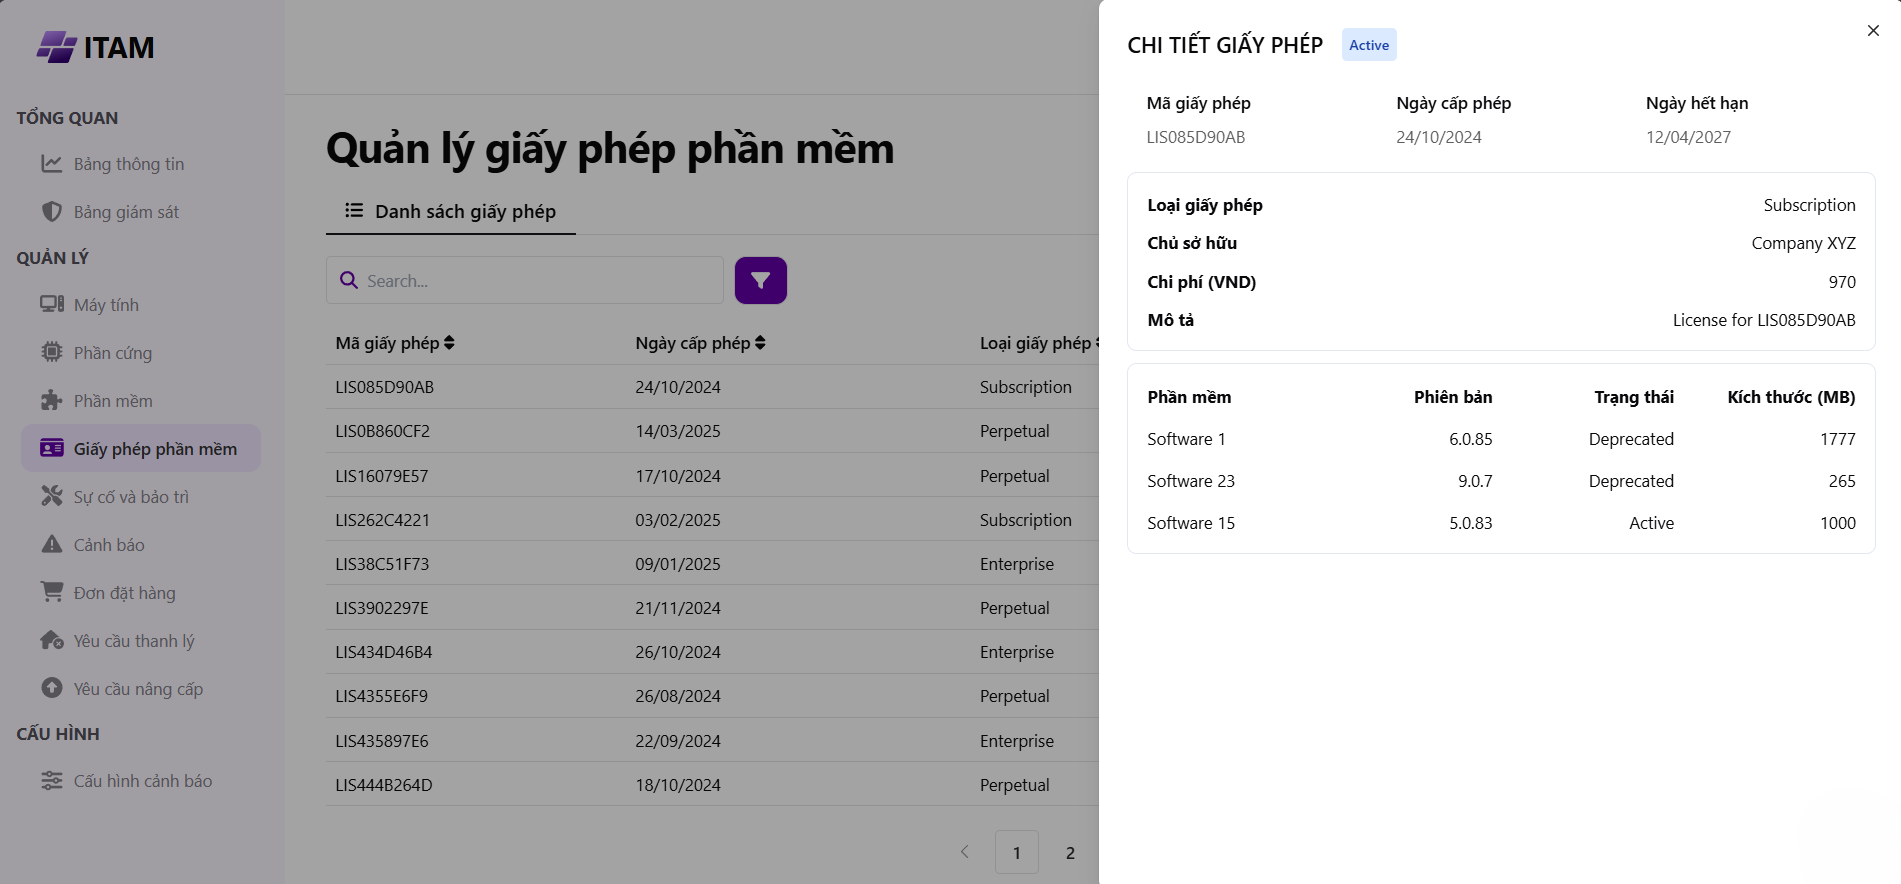 ITAM
TỔNG QUAN
Bảng thông tin
Bảng giám sát
QUẢN LÝ
Máy tính
Phần cứng
Phần mềm
Giấy phép phần mềm
Sự cố và bảo trì
Cảnh báo
Đơn đặt hàng
Yêu cầu thanh lý
Yêu cầu nâng cấp
CẤU HÌNH
Cấu hình cảnh báo
Quản lý giấy phép phần mềm
Danh sách giấy phép
Search...
Mã giấy phép Ngày cấp phép Loại giấy phép
LIS085D90AB 24/10/2024 Subscription
LIS0B860CF2 14/03/2025 Perpetual
LIS16079E57 17/10/2024 Perpetual
LIS262C4221 03/02/2025 Subscription
LIS38C51F73 09/01/2025 Enterprise
LIS3902297E 21/11/2024 Perpetual
LIS434D46B4 26/10/2024 Enterprise
LIS4355E6F9 26/08/2024 Perpetual
LIS435897E6 22/09/2024 Enterprise
LIS444B264D 18/10/2024 Perpetual
1 2
CHI TIẾT GIẤY PHÉP Active
Mã giấy phép Ngày cấp phép Ngày hết hạn
LIS085D90AB 24/10/2024 12/04/2027
Loại giấy phép Subscription
Chủ sở hữu Company XYZ
Chi phí (VND) 970
Mô tả License for LIS085D90AB
Phần mềm Phiên bản Trạng thái Kích thước (MB)
Software 1 6.0.85 Deprecated 1777
Software 23 9.0.7 Deprecated 265
Software 15 5.0.83 Active 1000